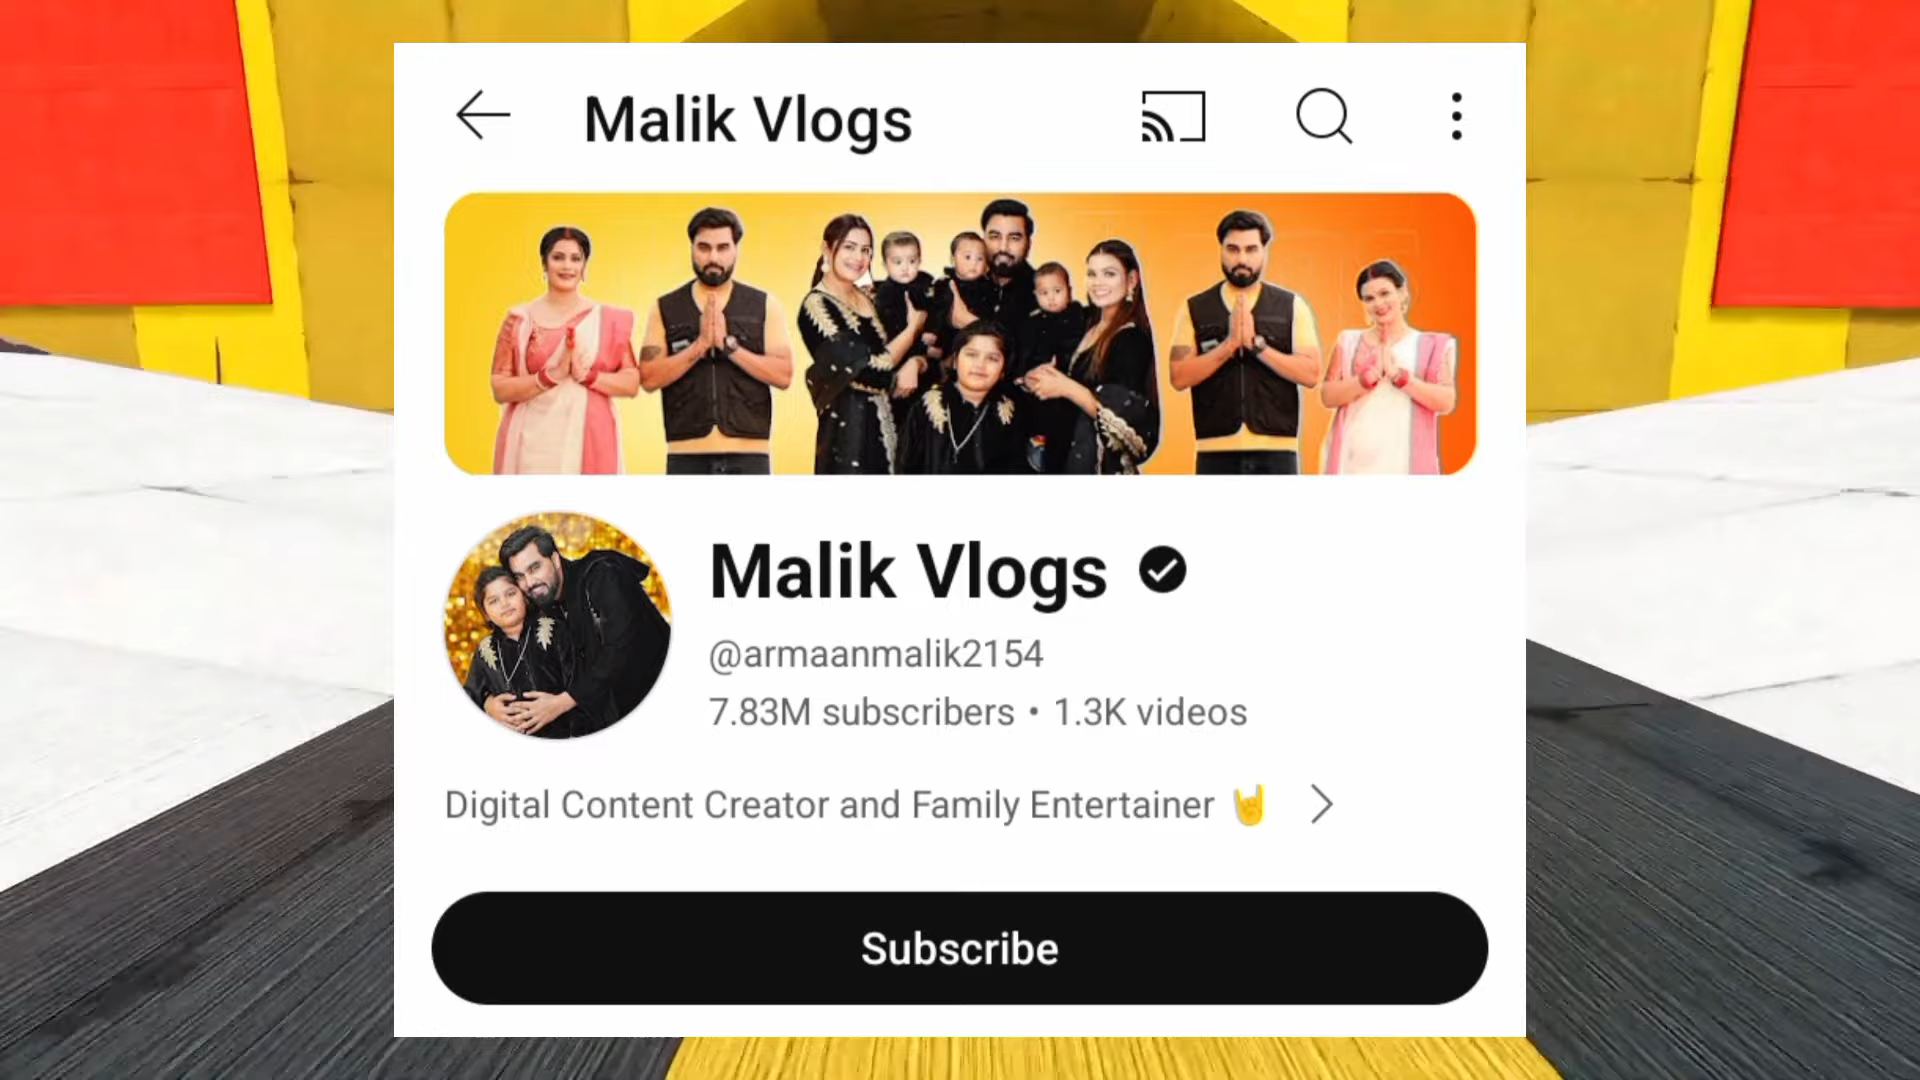 Malik Vlogs
Malik Vlogs
@armaanmalik2154
7.83M subscribers • 1.3K videos
Digital Content Creator and Family Entertainer 🤘
Subscribe